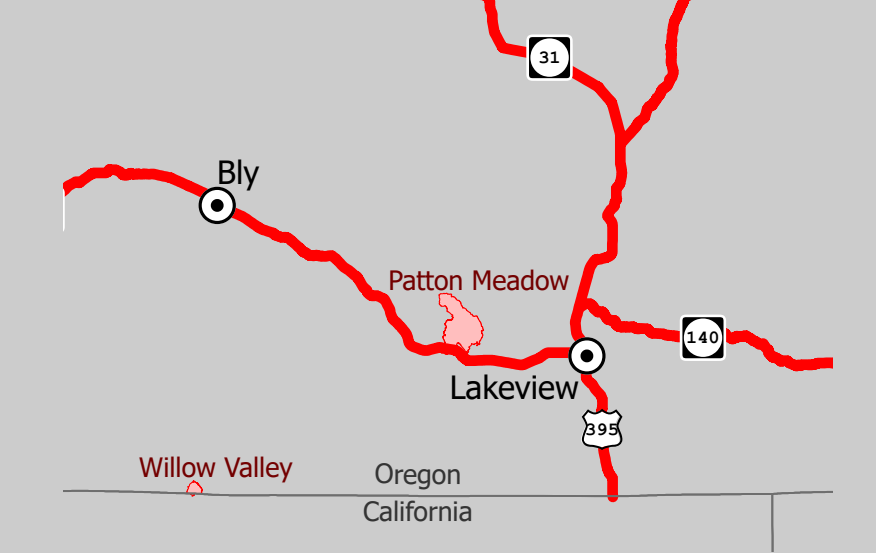 31
Bly
Patton Meadow
140
Lakeview
395
Willow Valley
Oregon
California